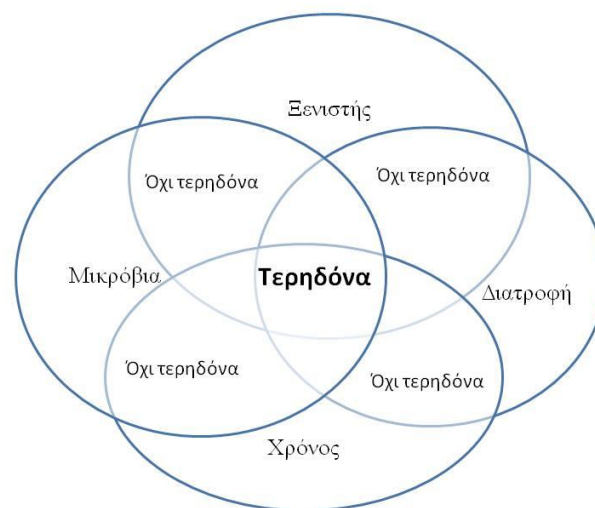 Ξενιστής
Όχι τερηδόνα
Όχι τερηδόνα
Μικρόβια
Τερηδόνα
Διατροφή
Όχι τερηδόνα
Όχι τερηδόνα
Χρόνος